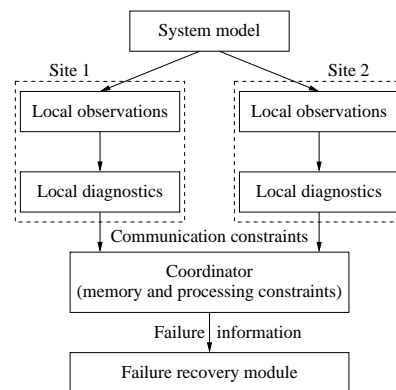 System model
Site 1
Site 2
Local observations
Local observations
Local diagnostics
Local diagnostics
Communication constraints
Coordinator
(memory and processing constraints)
Failure information
Failure recovery module